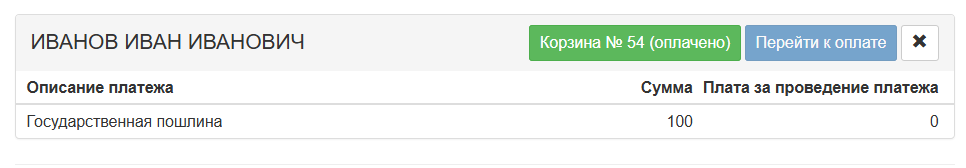 ИВАНОВ ИВАН ИВАНОВИЧ Корзина № 54 (оплачено) Перейти к оплате ✖
Описание платежа Сумма Плата за проведение платежа
Государственная пошлина 100 0